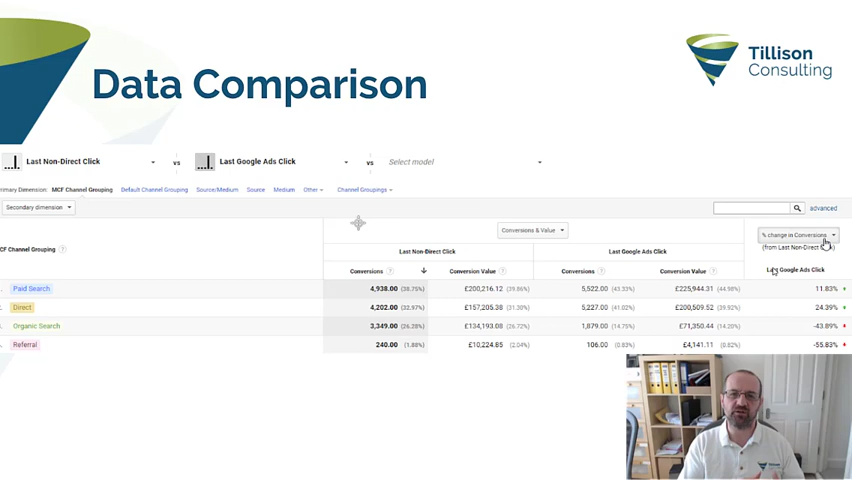 Data Comparison
Tillison
Consulting
Last Non-Direct Click vs Last Google Ads Click vs Select model
Primary Dimension: MCF Channel Grouping Default Channel Grouping Source/Medium Source Medium Other Channel Groupings
Secondary dimension advanced
Conversions & Value % change in Conversions
(from Last Non-Direct Click)
MCF Channel Grouping Last Non-Direct Click Last Google Ads Click
Conversions Conversion Value Conversions Conversion Value Last Google Ads Click
Paid Search 4,938.00 (38.75%) £200,216.12 (39.86%) 5,522.00 (43.33%) £225,944.31 (44.98%) 11.83%
Direct 4,202.00 (32.97%) £157,205.38 (31.30%) 5,227.00 (41.02%) £200,509.52 (39.92%) 24.39%
Organic Search 3,349.00 (26.28%) £134,193.08 (26.72%) 1,879.00 (14.75%) £71,350.44 (14.20%) -43.89%
Referral 240.00 (1.88%) £10,224.85 (2.04%) 106.00 (0.83%) £4,141.11 (0.82%) -55.83%